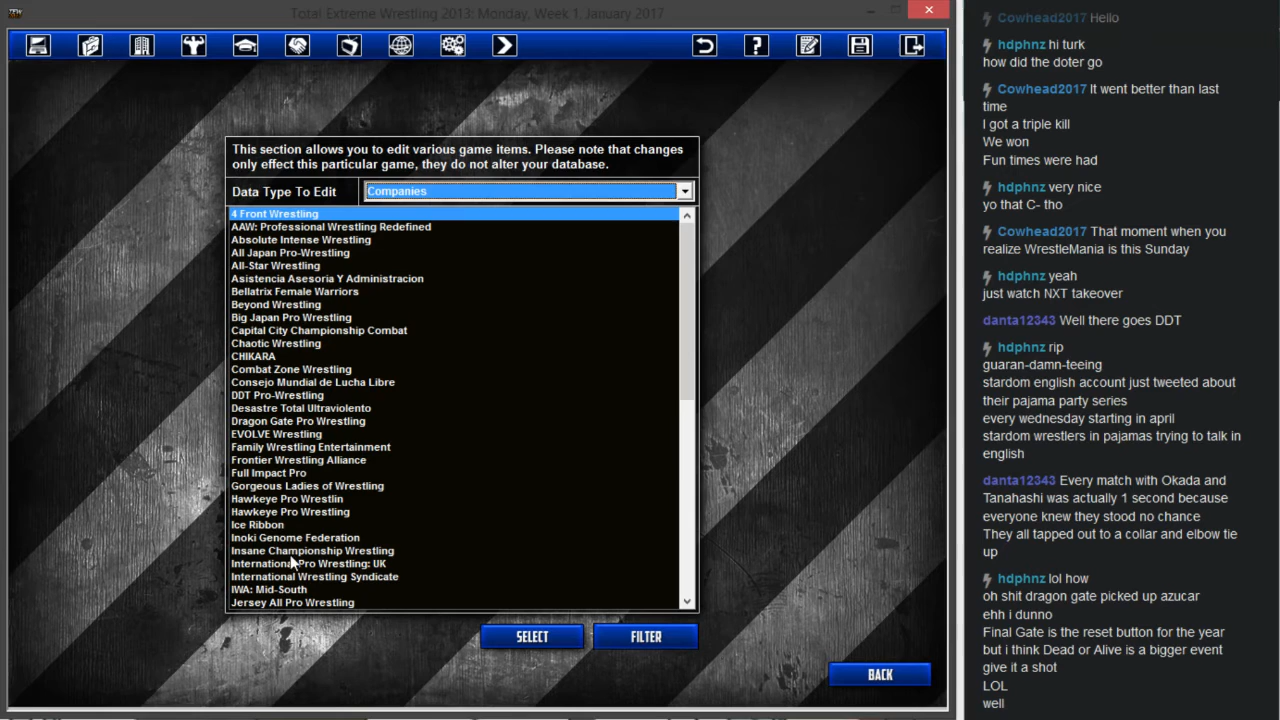 Total Extreme Wrestling 2013: Monday, Week 1, January 2017
This section allows you to edit various game items. Please note that changes
only effect this particular game, they do not alter your database.
Data Type To Edit
Companies
4 Front Wrestling
AAW: Professional Wrestling Redefined
Absolute Intense Wrestling
All Japan Pro-Wrestling
All-Star Wrestling
Asistencia Asesoria Y Administracion
Bellatrix Female Warriors
Beyond Wrestling
Big Japan Pro Wrestling
Capital City Championship Combat
Chaotic Wrestling
CHIKARA
Combat Zone Wrestling
Consejo Mundial de Lucha Libre
DDT Pro-Wrestling
Desastre Total Ultraviolento
Dragon Gate Pro Wrestling
EVOLVE Wrestling
Family Wrestling Entertainment
Frontier Wrestling Alliance
Full Impact Pro
Gorgeous Ladies of Wrestling
Hawkeye Pro Wrestlin
Hawkeye Pro Wrestling
Ice Ribbon
Inoki Genome Federation
Insane Championship Wrestling
International Pro Wrestling: UK
International Wrestling Syndicate
IWA: Mid-South
Jersey All Pro Wrestling
SELECT
FILTER
BACK
Cowhead2017 Hello
hdphnz hi turk
how did the doter go
Cowhead2017 It went better than last
time
I got a triple kill
We won
Fun times were had
hdphnz very nice
yo that C- tho
Cowhead2017 That moment when you
realize WrestleMania is this Sunday
hdphnz yeah
just watch NXT takeover
danta12343 Well there goes DDT
hdphnz rip
guaran-damn-teeing
stardom english account just tweeted about
their pajama party series
every wednesday starting in april
stardom wrestlers in pajamas trying to talk in
english
danta12343 Every match with Okada and
Tanahashi was actually 1 second because
everyone knew they stood no chance
They all tapped out to a collar and elbow tie
up
hdphnz lol how
oh shit dragon gate picked up azucar
ehh i dunno
Final Gate is the reset button for the year
but i think Dead or Alive is a bigger event
give it a shot
LOL
well